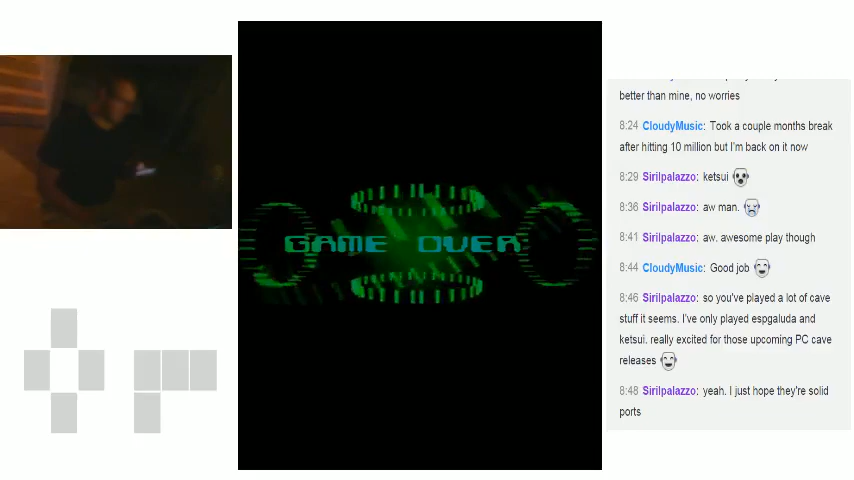 GAME OVER
better than mine, no worries
8:24 CloudyMusic: Took a couple months break
after hitting 10 million but I'm back on it now
8:29 Sirilpalazzo: ketsui
8:36 Sirilpalazzo: aw man.
8:41 Sirilpalazzo: aw. awesome play though
8:44 CloudyMusic: Good job
8:46 Sirilpalazzo: so you've played a lot of cave
stuff it seems. I've only played espgaluda and
ketsui. really excited for those upcoming PC cave
releases
8:48 Sirilpalazzo: yeah. I just hope they're solid
ports